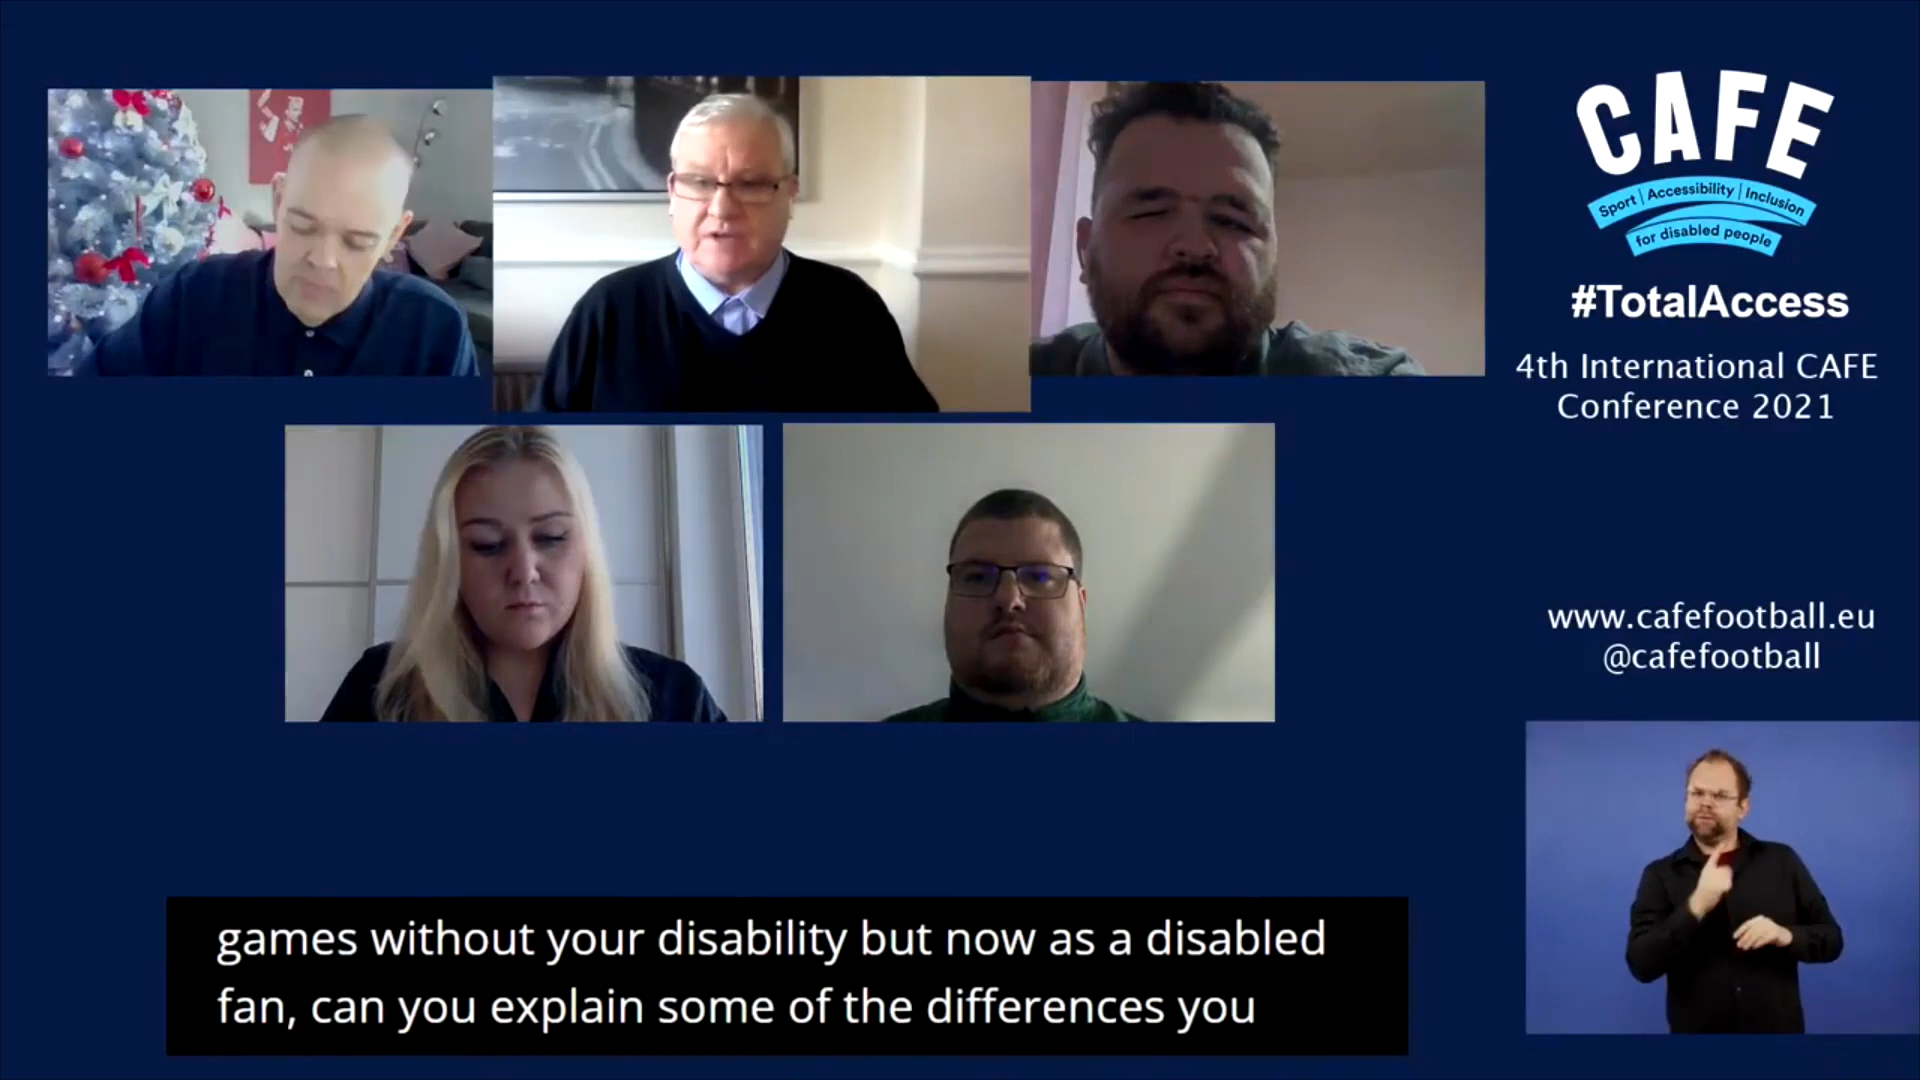 CAFE
Sport | Accessibility | Inclusion
for disabled people
#TotalAccess
4th International CAFE
Conference 2021
www.cafefootball.eu
@cafefootball
games without your disability but now as a disabled
fan, can you explain some of the differences you